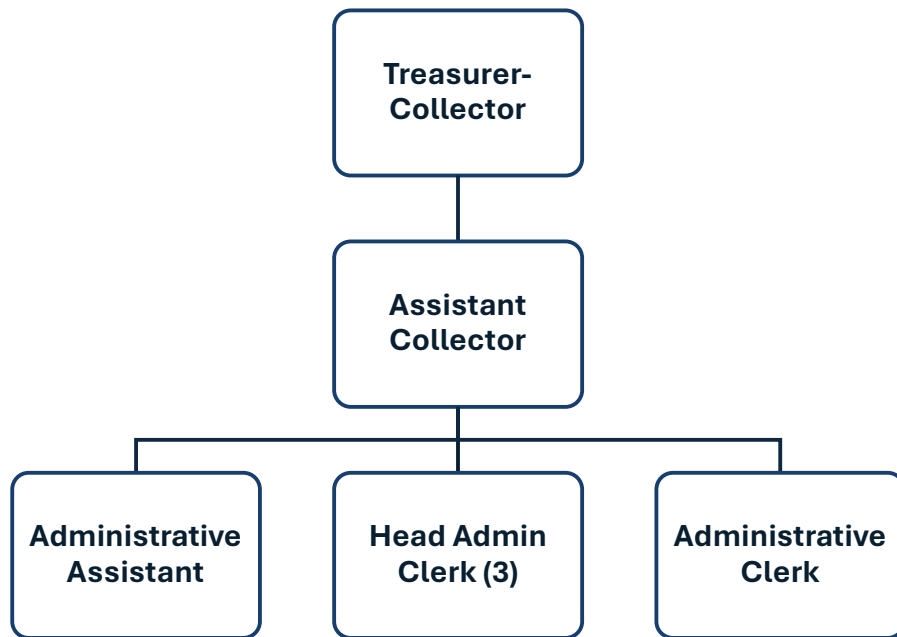 Treasurer-
Collector
Assistant
Collector
Administrative
Assistant
Head Admin
Clerk (3)
Administrative
Clerk